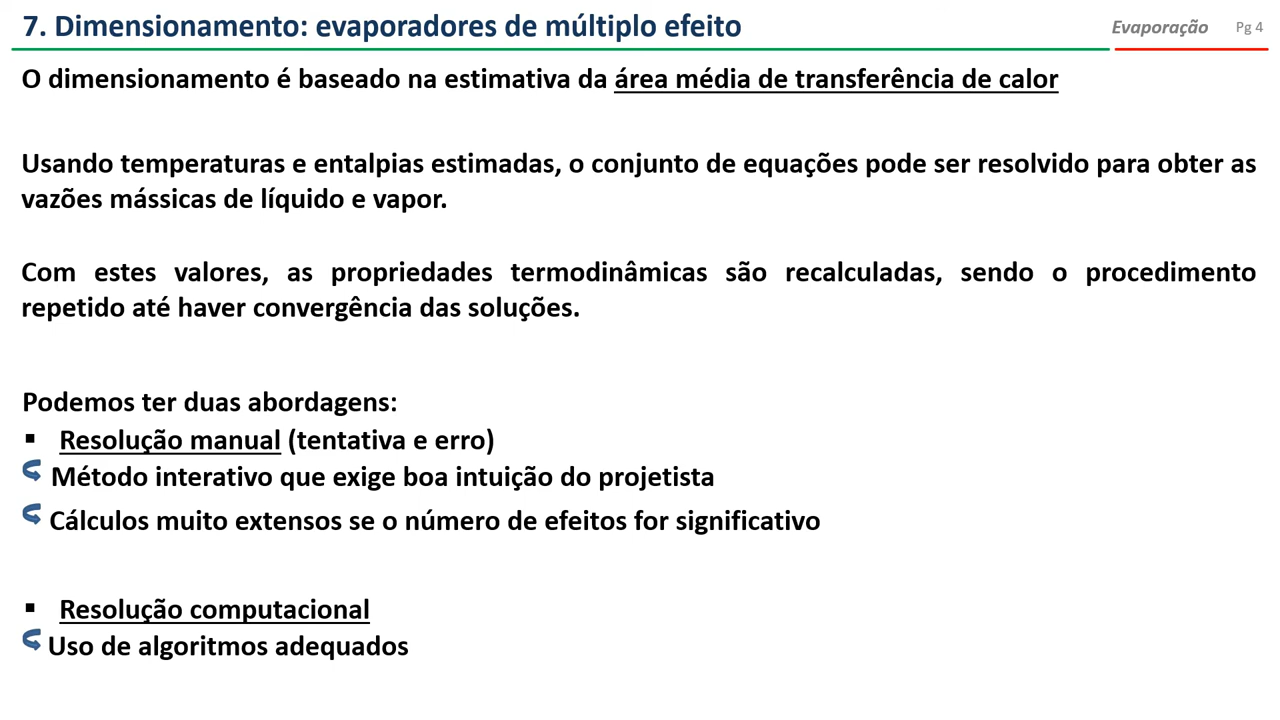 7. Dimensionamento: evaporadores de múltiplo efeito
Evaporação Pg 4
O dimensionamento é baseado na estimativa da área média de transferência de calor
Usando temperaturas e entalpias estimadas, o conjunto de equações pode ser resolvido para obter as
vazões mássicas de líquido e vapor.
Com estes valores, as propriedades termodinâmicas são recalculadas, sendo o procedimento
repetido até haver convergência das soluções.
Podemos ter duas abordagens:
▪ Resolução manual (tentativa e erro)
Método interativo que exige boa intuição do projetista
Cálculos muito extensos se o número de efeitos for significativo
▪ Resolução computacional
Uso de algoritmos adequados